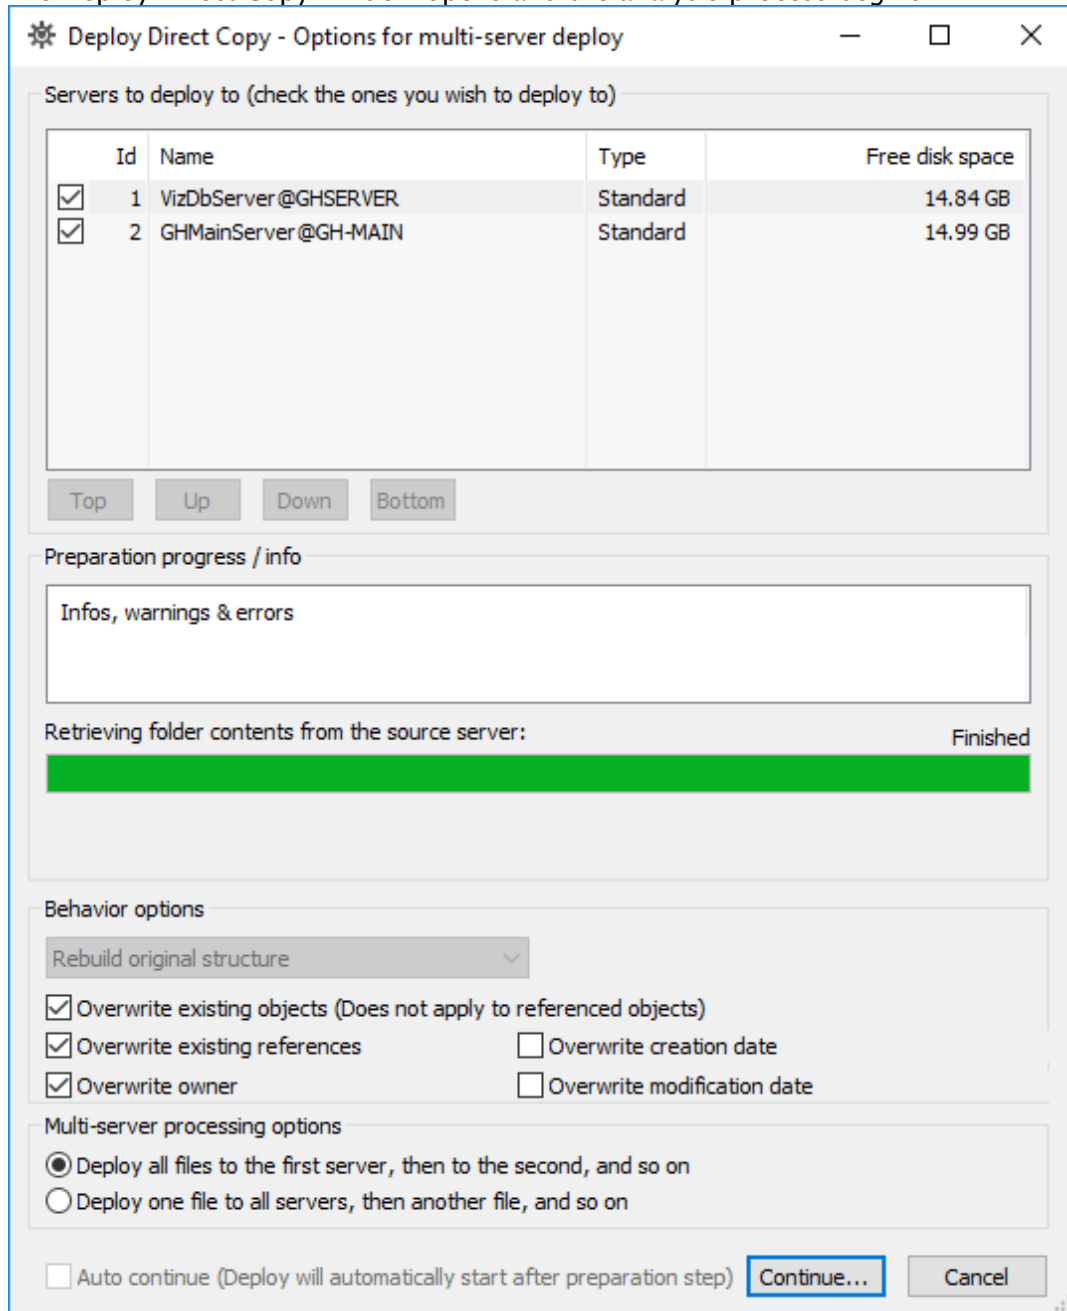 Deploy Direct Copy - Options for multi-server deploy
Servers to deploy to (check the ones you wish to deploy to)
Id Name Type Free disk space
1 VizDbServer@GHSERVER Standard 14.84 GB
2 GHMainServer@GH-MAIN Standard 14.99 GB
Top Up Down Bottom
Preparation progress / info
Infos, warnings & errors
Retrieving folder contents from the source server: Finished
Behavior options
Rebuild original structure
Overwrite existing objects (Does not apply to referenced objects)
Overwrite existing references Overwrite creation date
Overwrite owner Overwrite modification date
Multi-server processing options
Deploy all files to the first server, then to the second, and so on
Deploy one file to all servers, then another file, and so on
Auto continue (Deploy will automatically start after preparation step) Continue... Cancel